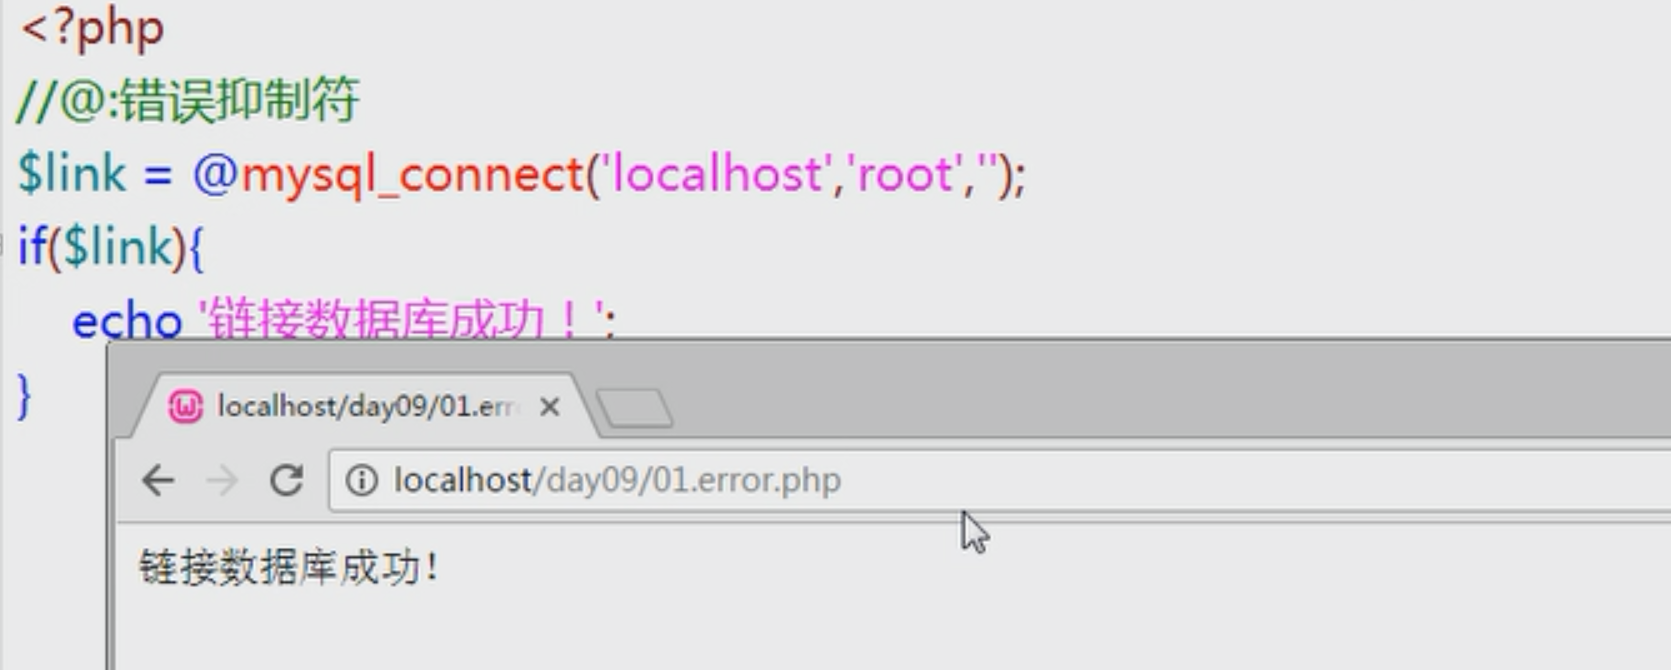 <?php
//@:错误抑制符
$link = @mysql_connect('localhost','root','');
if($link){
echo '链接数据库成功！';
}
localhost/day09/01.err
localhost/day09/01.error.php
链接数据库成功！